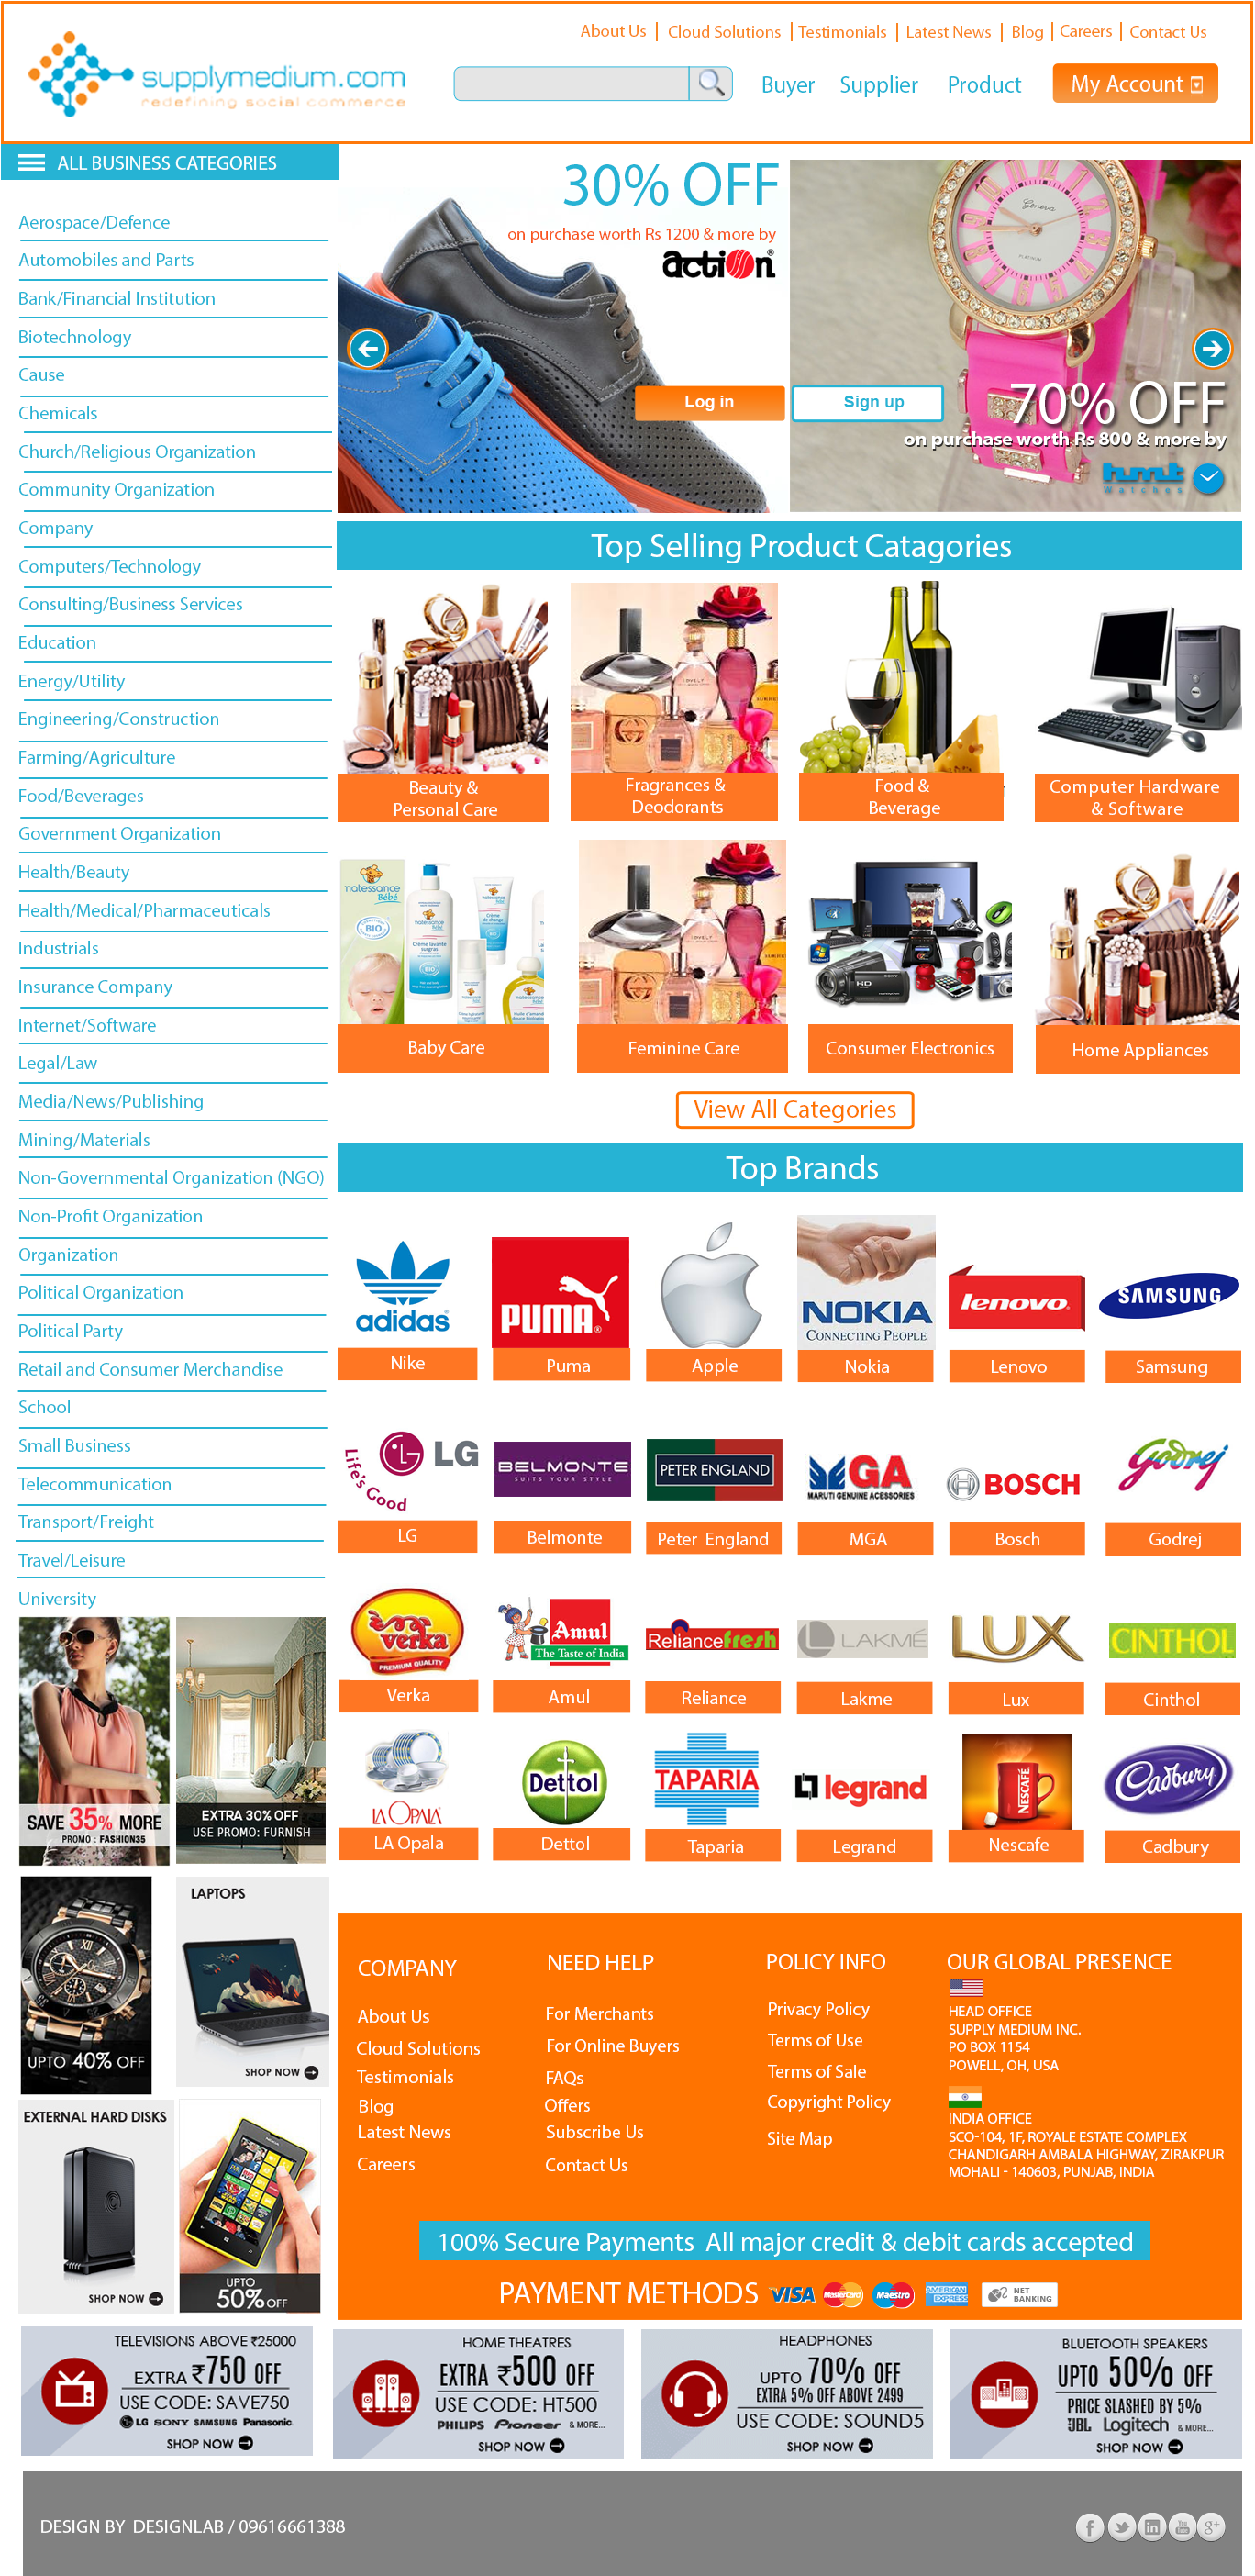 About Us | Cloud Solutions | Testimonials | Latest News | Blog | Careers | Contact Us
supplymedium.com
redefining social commerce
Buyer Supplier Product My Account
ALL BUSINESS CATEGORIES
Aerospace/Defence
Automobiles and Parts
Bank/Financial Institution
Biotechnology
Cause
Chemicals
Church/Religious Organization
Community Organization
Company
Computers/Technology
Consulting/Business Services
Education
Energy/Utility
Engineering/Construction
Farming/Agriculture
Food/Beverages
Government Organization
Health/Beauty
Health/Medical/Pharmaceuticals
Industrials
Insurance Company
Internet/Software
Legal/Law
Media/News/Publishing
Mining/Materials
Non-Governmental Organization (NGO)
Non-Profit Organization
Organization
Political Organization
Political Party
Retail and Consumer Merchandise
School
Small Business
Telecommunication
Transport/Freight
Travel/Leisure
University
30% OFF
on purchase worth Rs 1200 & more by
action®
Log in
Sign up
Geneva
PLATINUM
70% OFF
on purchase worth Rs 800 & more by
hmt
Watches
Top Selling Product Catagories
Beauty &
Personal Care
Fragrances &
Deodorants
Food &
Beverage
Computer Hardware
& Software
natessance
Bébé
BIO
Baby Care
Feminine Care
Consumer Electronics
Home Appliances
View All Categories
Top Brands
adidas
PUMA
NOKIA
CONNECTING PEOPLE
lenovo
SAMSUNG
Nike
Puma
Apple
Nokia
Lenovo
Samsung
LG
Life's Good
BELMONTE
SUITS YOUR STYLE
PETER ENGLAND
MGA
MARUTI GENUINE ACESSORIES
BOSCH
Godrej
LG
Belmonte
Peter England
MGA
Bosch
Godrej
verka
PREMIUM QUALITY
Amul
The Taste of India
RELIANCE fresh
LAKMÉ
LUX
CINTHOL
Verka
Amul
Reliance
Lakme
Lux
Cinthol
LA OPALA
Dettol
TAPARIA
legrand
NESCAFÉ
Cadbury
LA Opala
Dettol
Taparia
Legrand
Nescafe
Cadbury
SAVE 35% MORE
PROMO : FASHION35
EXTRA 30% OFF
USE PROMO: FURNISH
UPTO 40% OFF
LAPTOPS
SHOP NOW
EXTERNAL HARD DISKS
SHOP NOW
UPTO
50% OFF
COMPANY
About Us
Cloud Solutions
Testimonials
Blog
Latest News
Careers
NEED HELP
For Merchants
For Online Buyers
FAQs
Offers
Subscribe Us
Contact Us
POLICY INFO
Privacy Policy
Terms of Use
Terms of Sale
Copyright Policy
Site Map
OUR GLOBAL PRESENCE
HEAD OFFICE
SUPPLY MEDIUM INC.
PO BOX 1154
POWELL, OH, USA
INDIA OFFICE
SCO-104, 1F, ROYALE ESTATE COMPLEX
CHANDIGARH AMBALA HIGHWAY, ZIRAKPUR
MOHALI - 140603, PUNJAB, INDIA
100% Secure Payments All major credit & debit cards accepted
PAYMENT METHODS VISA MasterCard Maestro AMERICAN EXPRESS NET BANKING
TELEVISIONS ABOVE ₹25000
EXTRA ₹750 OFF
USE CODE: SAVE750
LG SONY SAMSUNG Panasonic
SHOP NOW
HOME THEATRES
EXTRA ₹500 OFF
USE CODE: HT500
PHILIPS Pioneer & MORE...
SHOP NOW
HEADPHONES
UPTO 70% OFF
EXTRA 5% OFF ABOVE 2499
USE CODE: SOUND5
SHOP NOW
BLUETOOTH SPEAKERS
UPTO 50% OFF
PRICE SLASHED BY 5%
JBL Logitech & MORE...
SHOP NOW
DESIGN BY DESIGNLAB / 09616661388